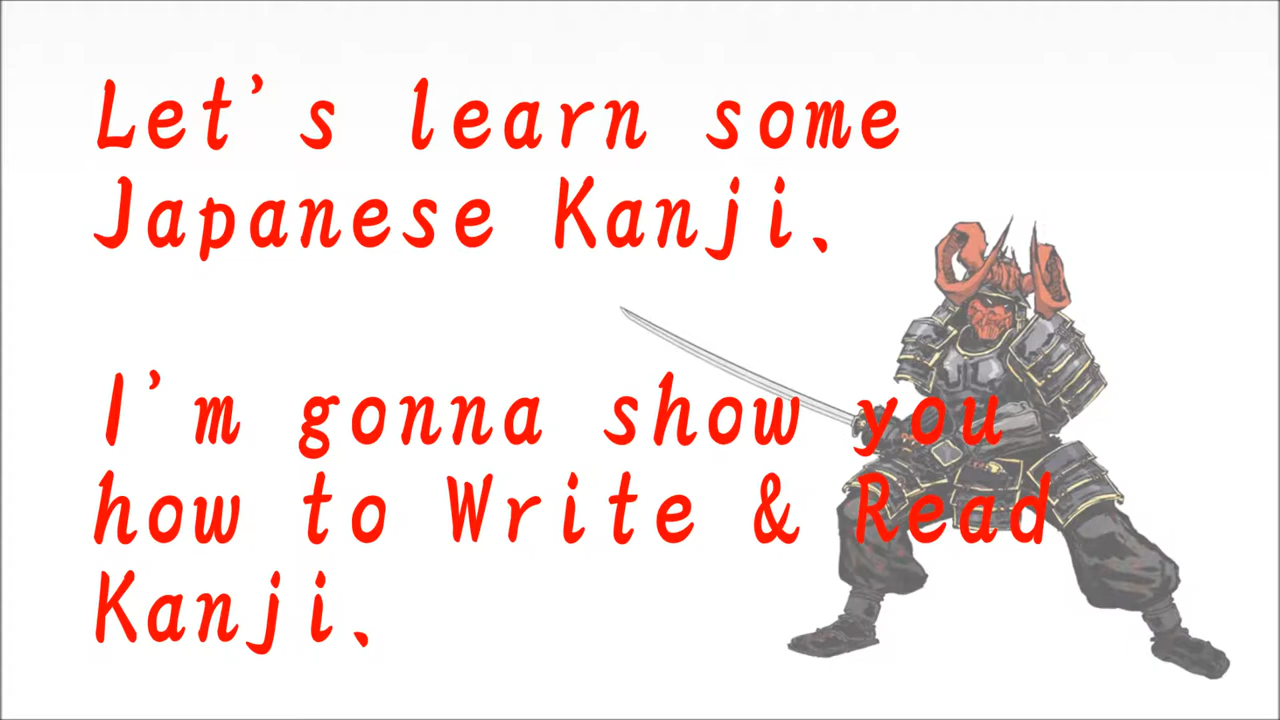 Let's learn some
Japanese Kanji、
I'm gonna show you
how to Write & Read
Kanji、